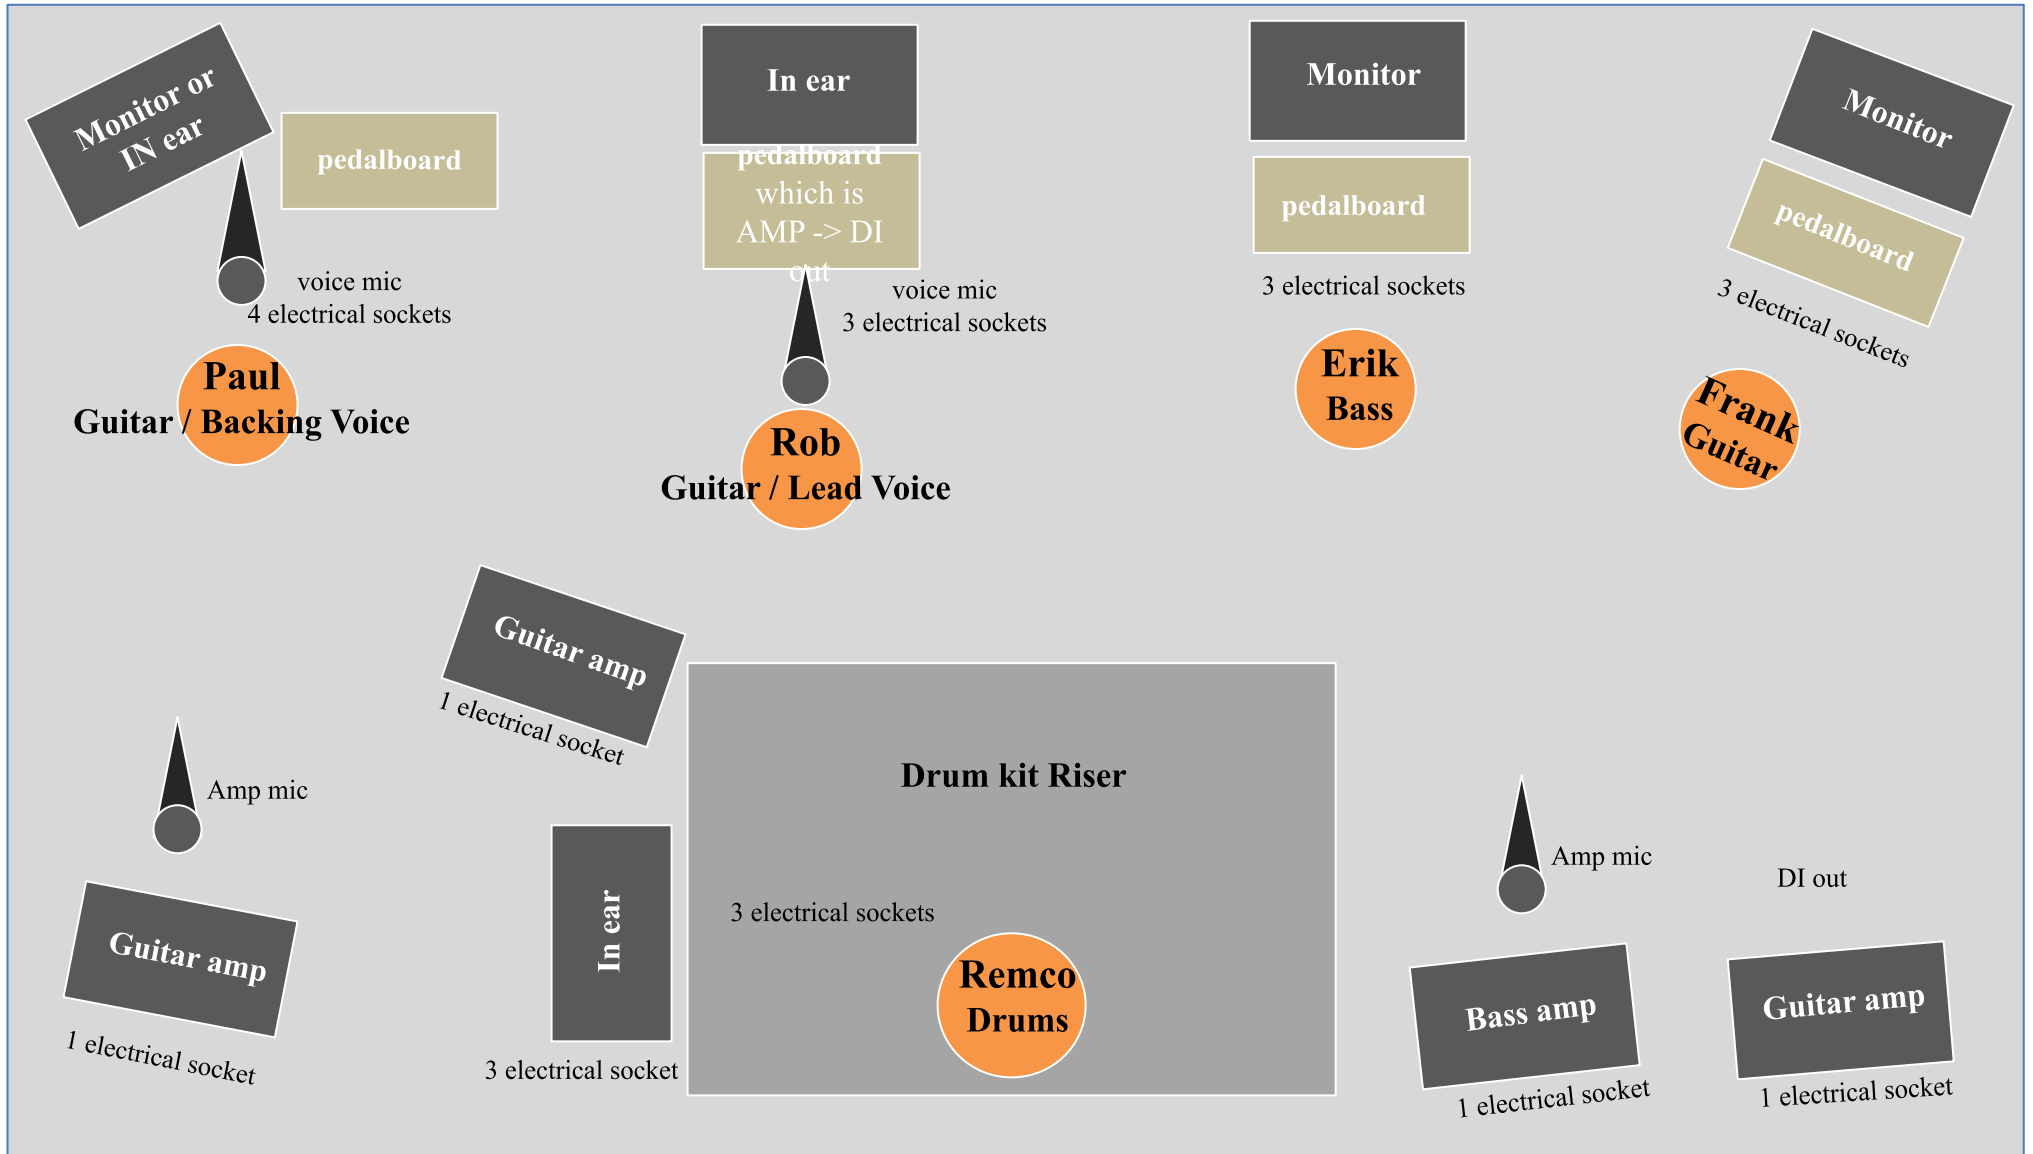 Monitor or
IN ear
pedalboard
voice mic
4 electrical sockets
Paul
Guitar / Backing Voice
In ear
pedalboard
which is
AMP -> DI
out
voice mic
3 electrical sockets
Rob
Guitar / Lead Voice
Monitor
pedalboard
3 electrical sockets
Erik
Bass
Monitor
pedalboard
3 electrical sockets
Frank
Guitar
Guitar amp
1 electrical socket
Amp mic
Guitar amp
1 electrical socket
In ear
3 electrical socket
Drum kit Riser
3 electrical sockets
Remco
Drums
Amp mic
Bass amp
1 electrical socket
DI out
Guitar amp
1 electrical socket